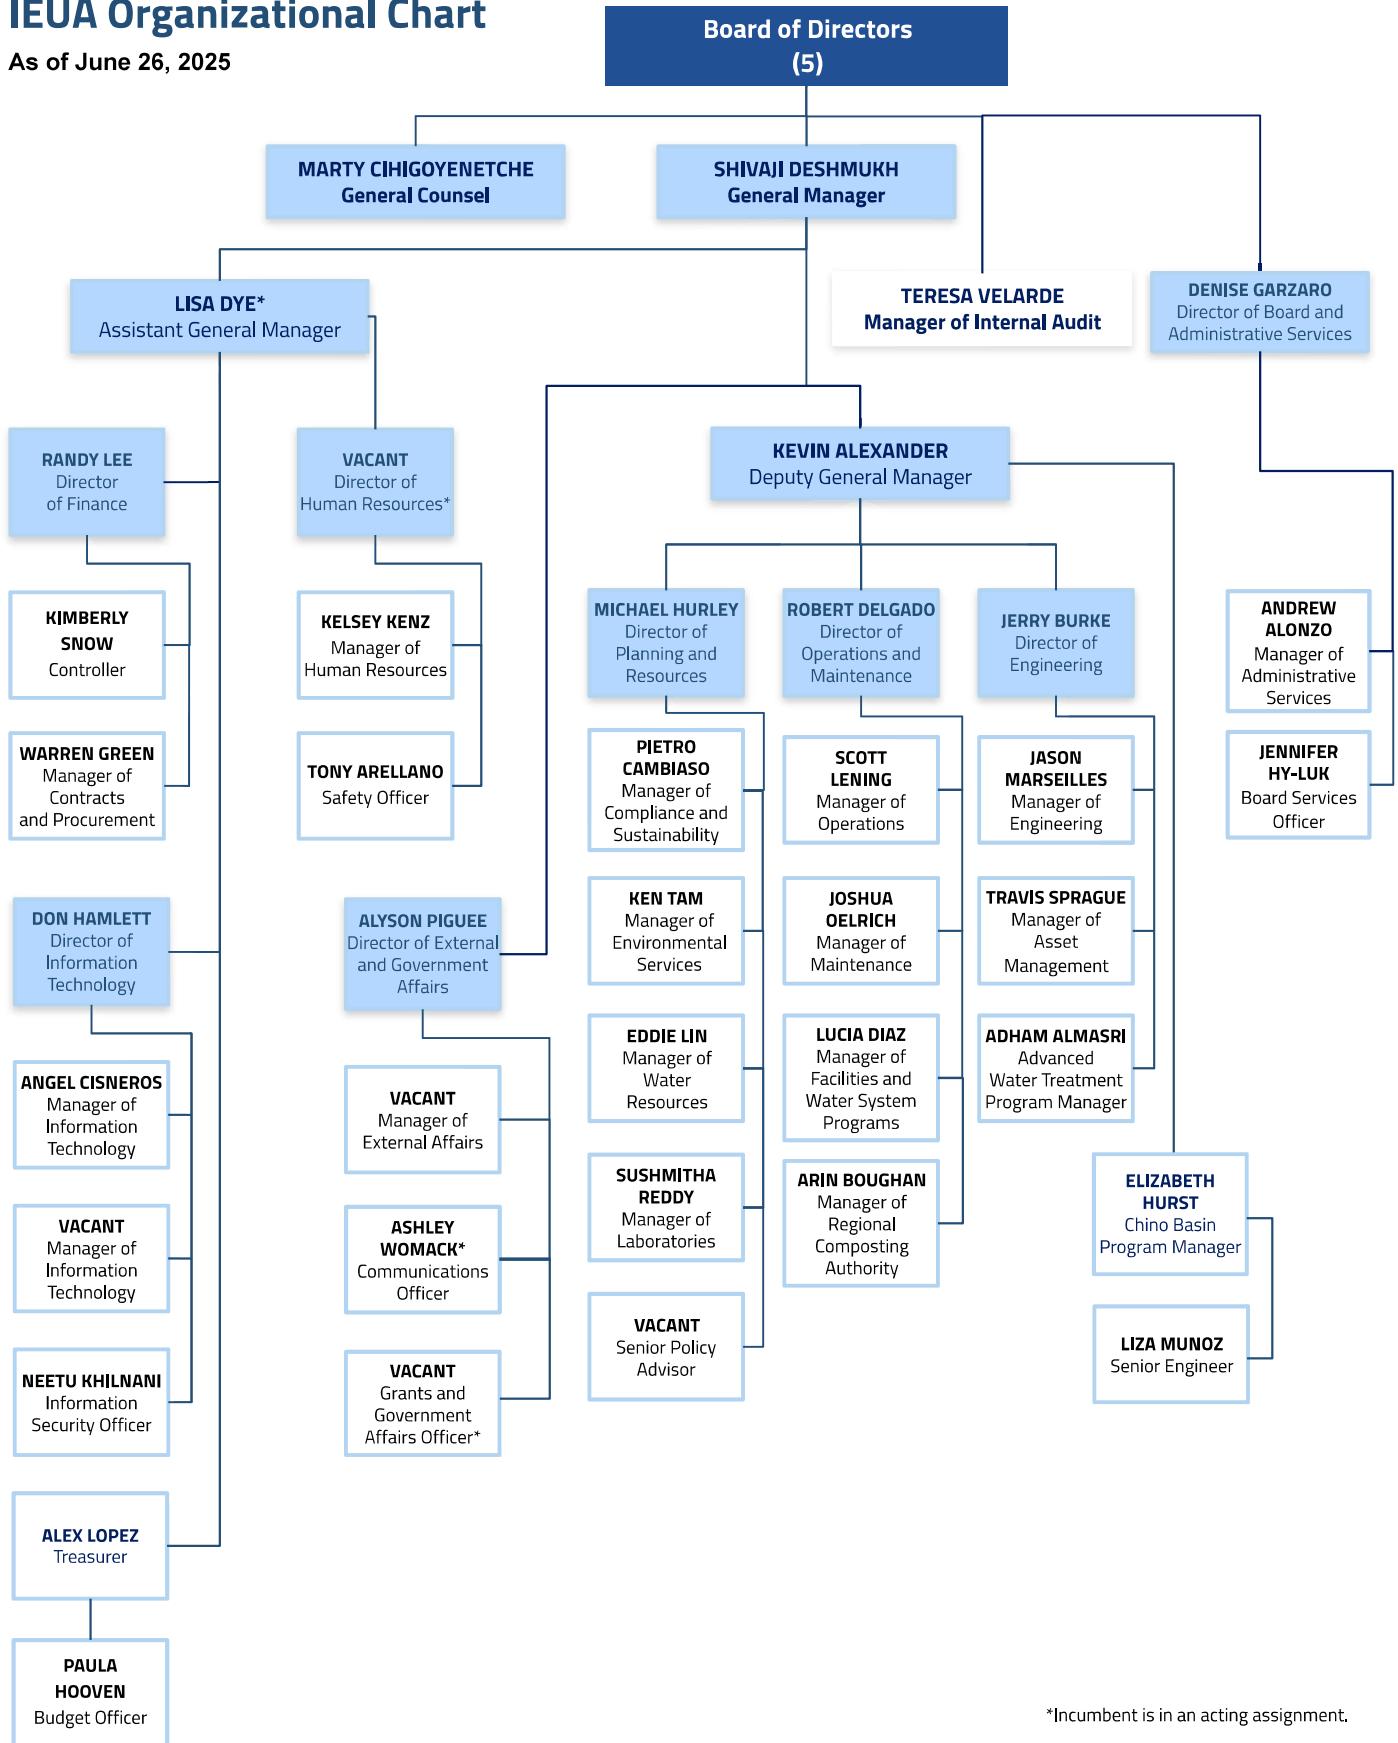 IEUA Organizational Chart
As of June 26, 2025
Board of Directors
(5)
MARTY CIHIGOYENETCHE
General Counsel
SHIVAJI DESHMUKH
General Manager
LISA DYE*
Assistant General Manager
TERESA VELARDE
Manager of Internal Audit
DENISE GARZARO
Director of Board and
Administrative Services
RANDY LEE
Director
of Finance
VACANT
Director of
Human Resources*
KEVIN ALEXANDER
Deputy General Manager
KIMBERLY
SNOW
Controller
KELSEY KENZ
Manager of
Human Resources
MICHAEL HURLEY
Director of
Planning and
Resources
ROBERT DELGADO
Director of
Operations and
Maintenance
JERRY BURKE
Director of
Engineering
ANDREW
ALONZO
Manager of
Administrative
Services
WARREN GREEN
Manager of
Contracts
and Procurement
TONY ARELLANO
Safety Officer
PIETRO
CAMBIASO
Manager of
Compliance and
Sustainability
SCOTT
LENING
Manager of
Operations
JASON
MARSEILLES
Manager of
Engineering
JENNIFER
HY-LUK
Board Services
Officer
DON HAMLETT
Director of
Information
Technology
ALYSON PIGUEE
Director of External
and Government
Affairs
KEN TAM
Manager of
Environmental
Services
JOSHUA
OELRICH
Manager of
Maintenance
TRAVIS SPRAGUE
Manager of
Asset
Management
ANGEL CISNEROS
Manager of
Information
Technology
VACANT
Manager of
External Affairs
EDDIE LIN
Manager of
Water
Resources
LUCIA DIAZ
Manager of
Facilities and
Water System
Programs
ADHAM ALMASRI
Advanced
Water Treatment
Program Manager
VACANT
Manager of
Information
Technology
ASHLEY
WOMACK*
Communications
Officer
SUSHMITHA
REDDY
Manager of
Laboratories
ARIN BOUGHAN
Manager of
Regional
Composting
Authority
ELIZABETH
HURST
Chino Basin
Program Manager
NEETU KHILNANI
Information
Security Officer
VACANT
Grants and
Government
Affairs Officer*
VACANT
Senior Policy
Advisor
LIZA MUNOZ
Senior Engineer
ALEX LOPEZ
Treasurer
PAULA
HOOVEN
Budget Officer
*Incumbent is in an acting assignment.